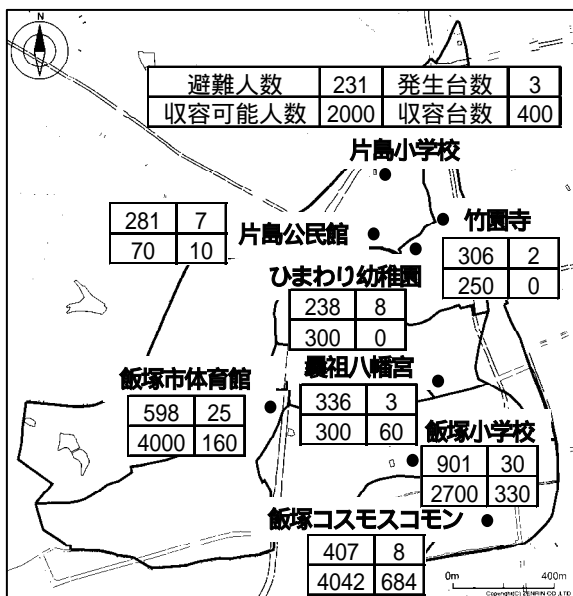 N
避難人数 231 発生台数 3
収容可能人数 2000 収容台数 400
片島小学校
281 7
70 10
片島公民館
竹園寺
306 2
250 0
ひまわり幼稚園
238 8
300 0
飯塚市体育館
598 25
4000 160
曩祖八幡宮
336 3
300 60
飯塚小学校
901 30
2700 330
飯塚コスモスコモン
407 8
4042 684
0m 400m
Copyright(C) ZENRIN CO.,LTD